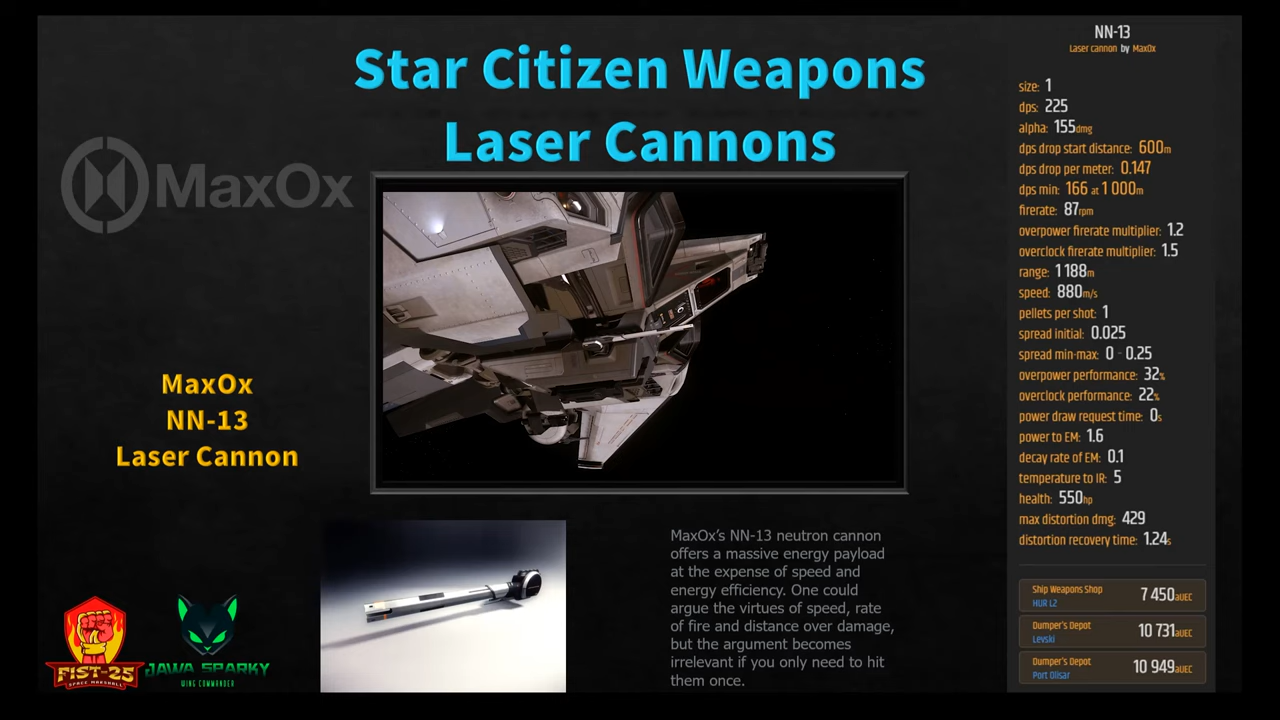 Star Citizen Weapons
Laser Cannons
MaxOx
MaxOx
NN-13
Laser Cannon
MaxOx's NN-13 neutron cannon
offers a massive energy payload
at the expense of speed and
energy efficiency. One could
argue the virtues of speed, rate
of fire and distance over damage,
but the argument becomes
irrelevant if you only need to hit
them once.
FIST-25
SPACE MARSHALL
JAWA SPARKY
WING COMMANDER
NN-13
Laser cannon by MaxOx
size: 1
dps: 225
alpha: 155dmg
dps drop start distance: 600m
dps drop per meter: 0.147
dps min: 166 at 1 000m
firerate: 87rpm
overpower firerate multiplier: 1.2
overclock firerate multiplier: 1.5
range: 1 188m
speed: 880m/s
pellets per shot: 1
spread initial: 0.025
spread min-max: 0 - 0.25
overpower performance: 32%
overclock performance: 22%
power draw request time: 0s
power to EM: 1.6
decay rate of EM: 0.1
temperature to IR: 5
health: 550hp
max distortion dmg: 429
distortion recovery time: 1.24s
Ship Weapons Shop
HUR L2
7 450aUEC
Dumper's Depot
Levski
10 731aUEC
Dumper's Depot
Port Olisar
10 949aUEC